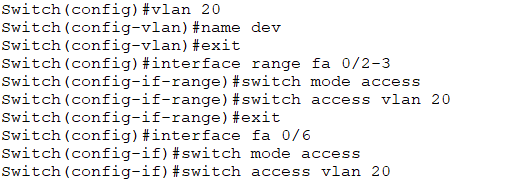 Switch(config)#vlan 20
Switch(config-vlan)#name dev
Switch(config-vlan)#exit
Switch(config)#interface range fa 0/2-3
Switch(config-if-range)#switch mode access
Switch(config-if-range)#switch access vlan 20
Switch(config-if-range)#exit
Switch(config)#interface fa 0/6
Switch(config-if)#switch mode access
Switch(config-if)#switch access vlan 20